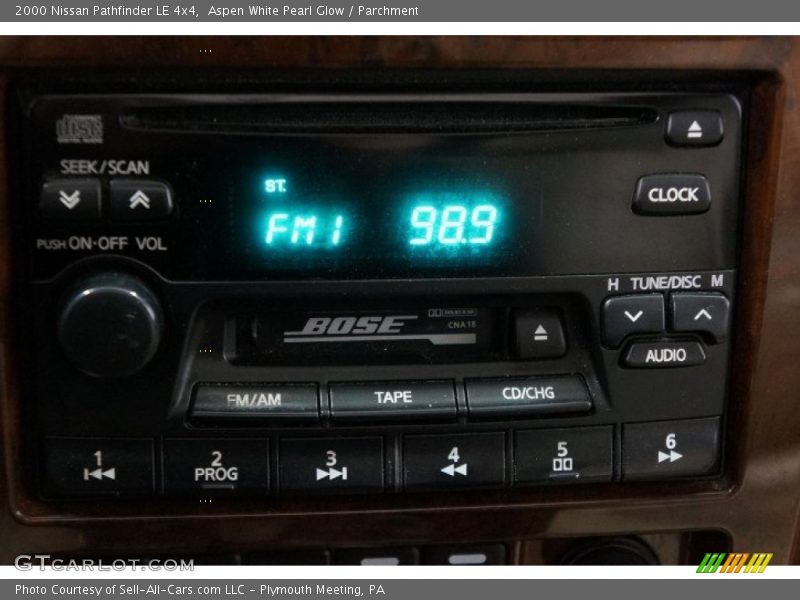 2000 Nissan Pathfinder LE 4x4, Aspen White Pearl Glow / Parchment
disc
SEEK/SCAN
CLOCK
ST.
FM1 98.9
PUSH ON·OFF VOL
H TUNE/DISC M
BOSE
CNA18
AUDIO
FM/AM TAPE CD/CHG
1 2 3 4 5 6
PROG
GTCARLOT.COM
Photo Courtesy of Sell-All-Cars.com LLC - Plymouth Meeting, PA